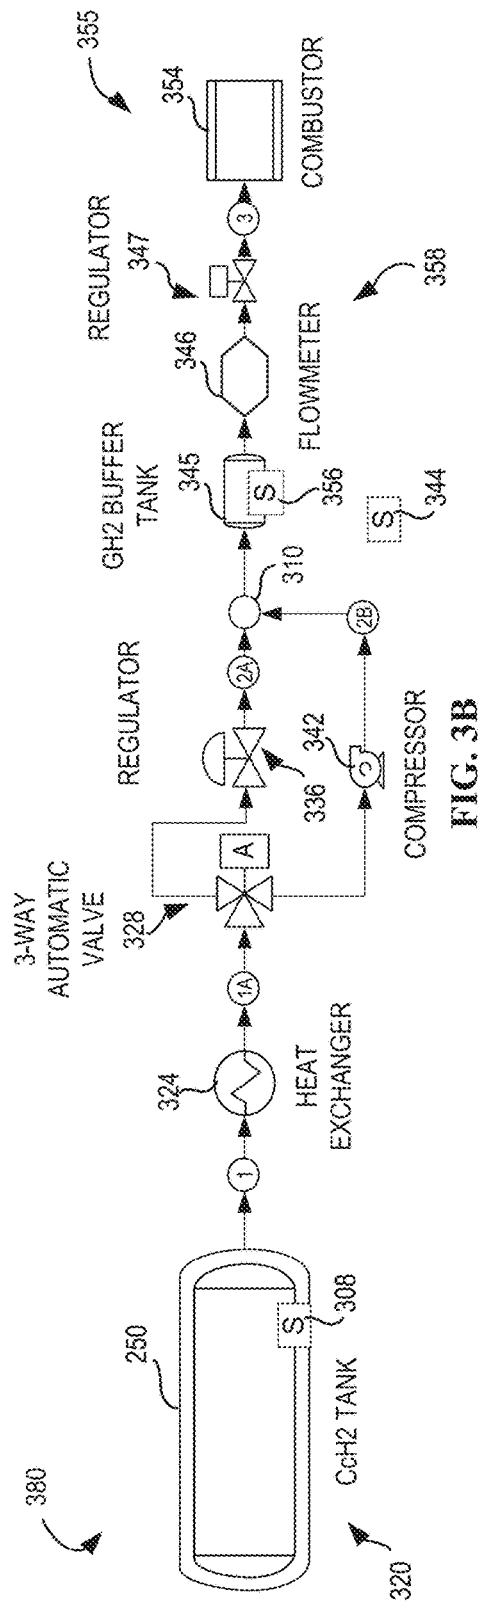 380
320
250
S
308
CcH2 TANK
1
324
HEAT
EXCHANGER
1A
3-WAY
AUTOMATIC
VALVE
328
A
REGULATOR
336
2A
COMPRESSOR
342
2B
310
GH2 BUFFER
TANK
345
S
356
S
344
346
FLOWMETER
REGULATOR
347
3
358
354
COMBUSTOR
355
FIG. 3B